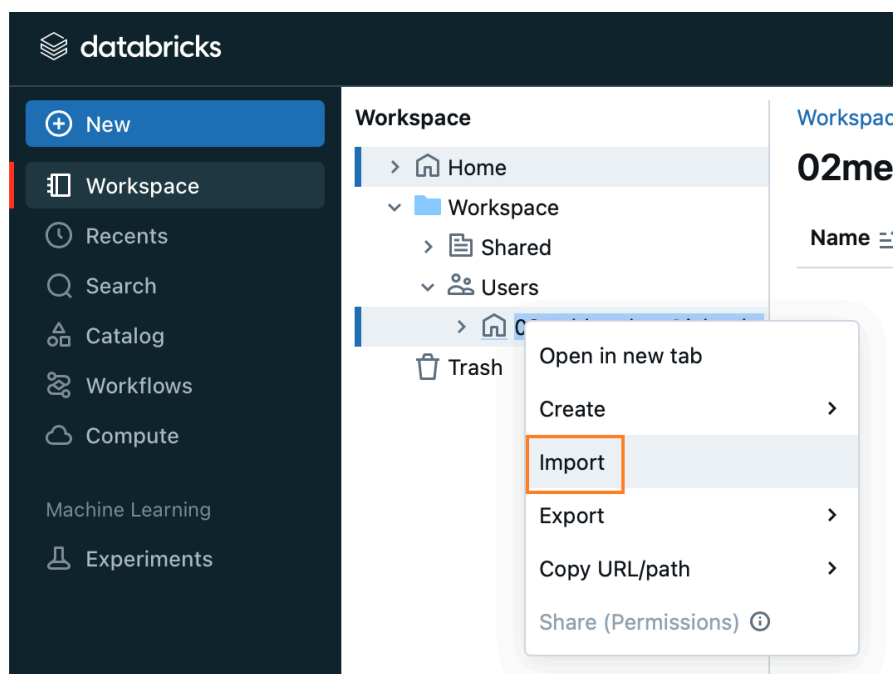 databricks
New
Workspace
Recents
Search
Catalog
Workflows
Compute
Machine Learning
Experiments
Workspace
Home
Workspace
Shared
Users
Trash
Open in new tab
Create
Import
Export
Copy URL/path
Share (Permissions)
Workspac
02me
Name